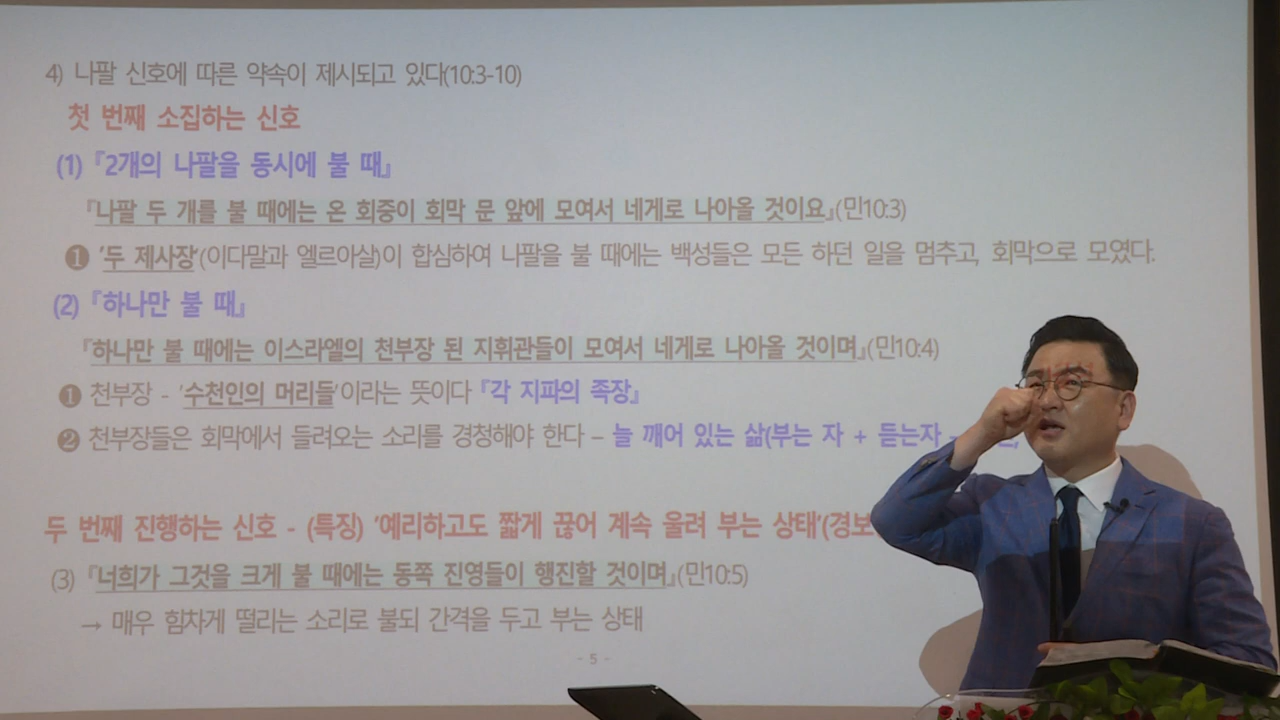 4) 나팔 신호에 따른 약속이 제시되고 있다(10:3-10)
첫 번째 소집하는 신호
(1) 『2개의 나팔을 동시에 불 때』
『나팔 두 개를 불 때에는 온 회중이 회막 문 앞에 모여서 네게로 나아올 것이요』(민10:3)
❶ '두 제사장'(이다말과 엘르아살)이 합심하여 나팔을 불 때에는 백성들은 모든 하던 일을 멈추고, 회막으로 모였다.
(2) 『하나만 불 때』
『하나만 불 때에는 이스라엘의 천부장 된 지휘관들이 모여서 네게로 나아올 것이며』(민10:4)
❶ 천부장 - '수천인의 머리들'이라는 뜻이다 『각 지파의 족장』
❷ 천부장들은 회막에서 들려오는 소리를 경청해야 한다 – 늘 깨어 있는 삶(부는 자 + 듣는자 -
두 번째 진행하는 신호 - (특징) '예리하고도 짧게 끊어 계속 울려 부는 상태'(경보
(3) 『너희가 그것을 크게 불 때에는 동쪽 진영들이 행진할 것이며』(민10:5)
→ 매우 힘차게 떨리는 소리로 불되 간격을 두고 부는 상태
- 5 -